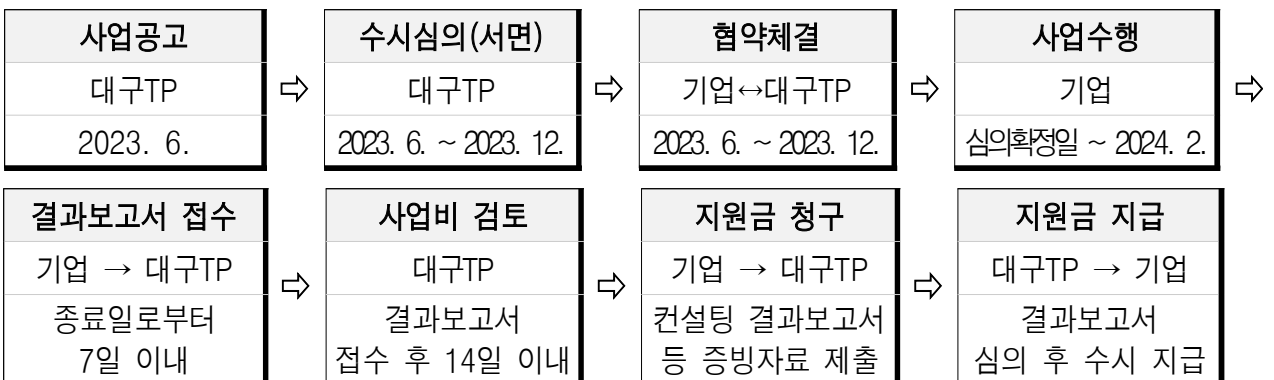 사업공고
대구TP
2023. 6.
⇨
수시심의(서면)
대구TP
2023. 6. ~ 2023. 12.
⇨
협약체결
기업↔대구TP
2023. 6. ~ 2023. 12.
⇨
사업수행
기업
심의확정일 ~ 2024. 2.
⇨
결과보고서 접수
기업 → 대구TP
종료일로부터
7일 이내
⇨
사업비 검토
대구TP
결과보고서
접수 후 14일 이내
⇨
지원금 청구
기업 → 대구TP
컨설팅 결과보고서
등 증빙자료 제출
⇨
지원금 지급
대구TP → 기업
결과보고서
심의 후 수시 지급